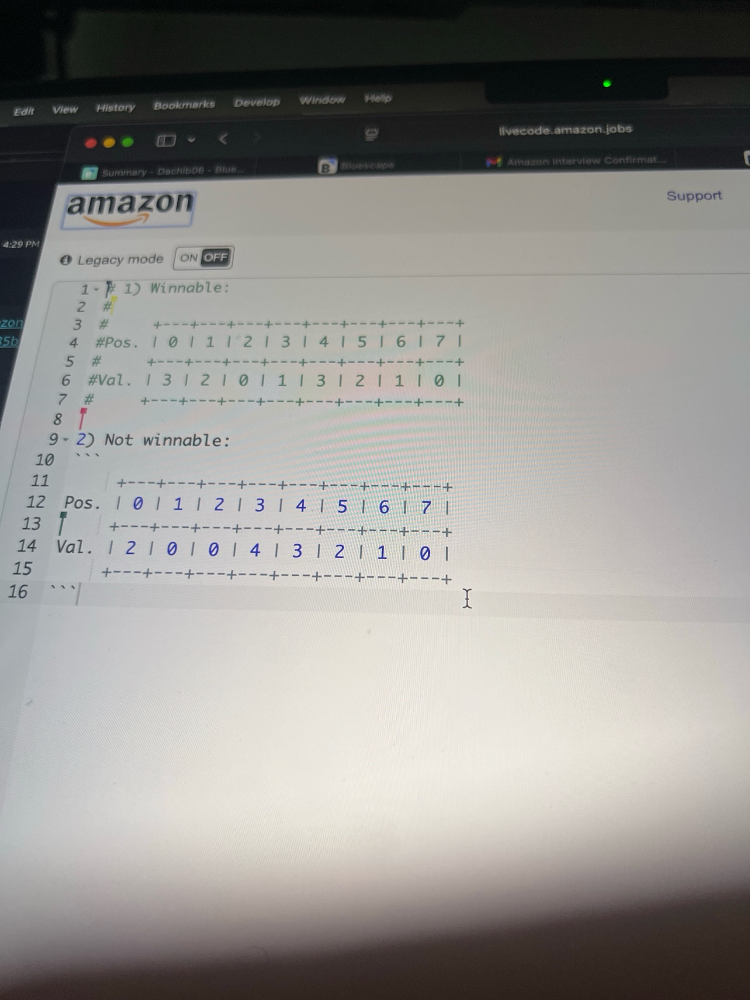 Edit View History Bookmarks Develop Window Help
livecode.amazon.jobs
Summary - Dachib06 - Blue... Bluescape Amazon Interview Confirmat...
amazon
Support
4:29 PM
Legacy mode ON OFF
1 # 1) Winnable:
2 #
zon
3 # +---+---+---+---+---+---+---+---+
35b
4 #Pos. | 0 | 1 | 2 | 3 | 4 | 5 | 6 | 7 |
5 # +---+---+---+---+---+---+---+---+
6 #Val. | 3 | 2 | 0 | 1 | 3 | 2 | 1 | 0 |
7 # +---+---+---+---+---+---+---+---+
8
9 2) Not winnable:
10 ```
11 +---+---+---+---+---+---+---+---+
12 Pos. | 0 | 1 | 2 | 3 | 4 | 5 | 6 | 7 |
13 +---+---+---+---+---+---+---+---+
14 Val. | 2 | 0 | 0 | 4 | 3 | 2 | 1 | 0 |
15 +---+---+---+---+---+---+---+---+
16 ```